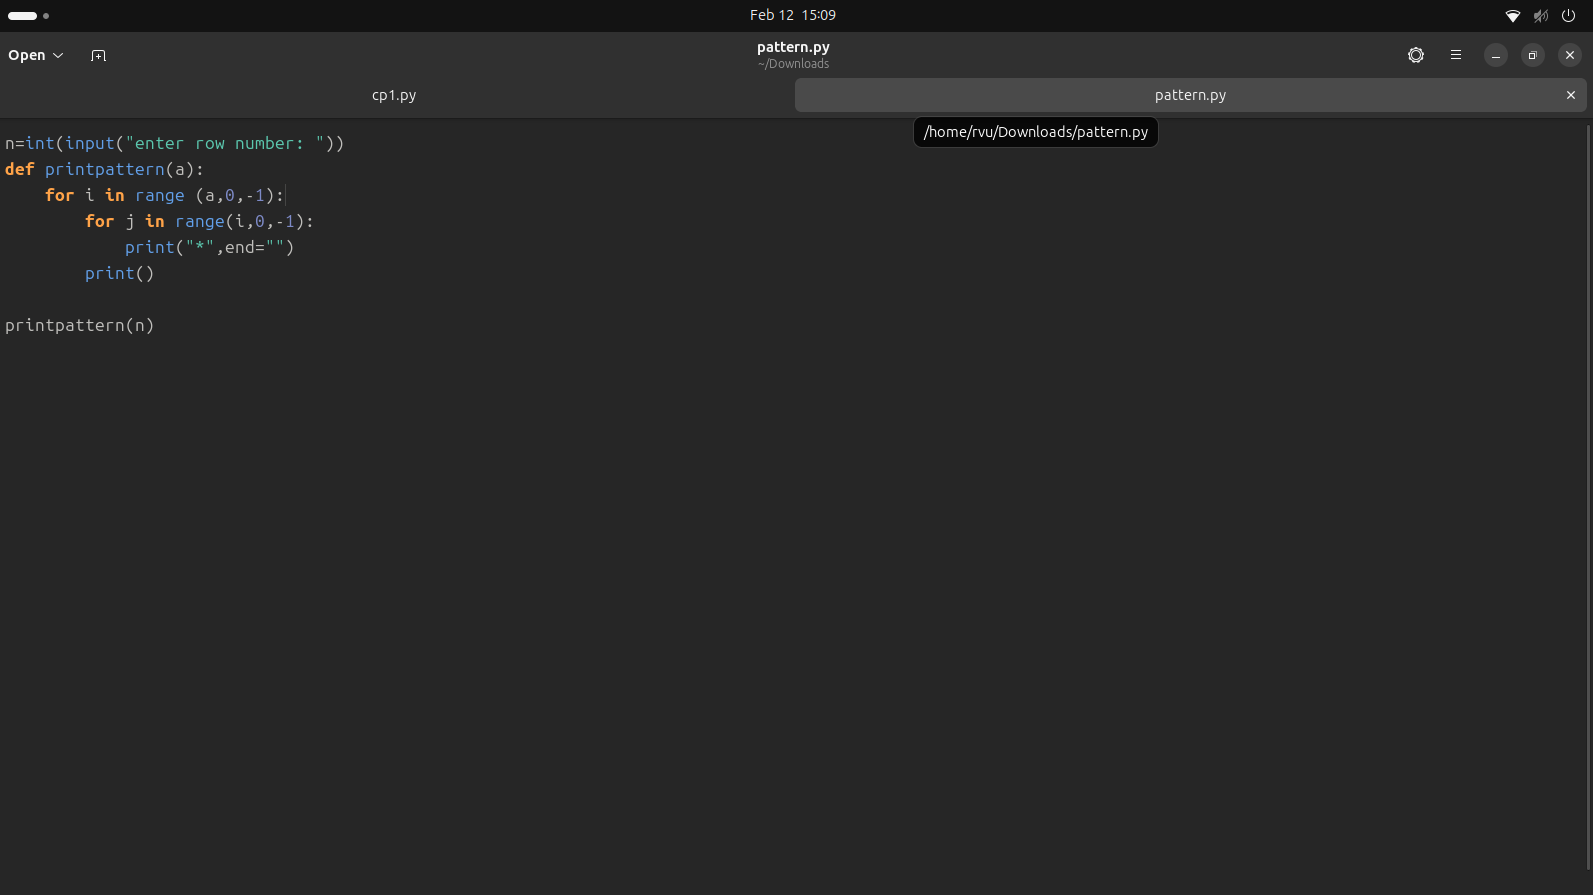 Feb 12  15:09
Open
pattern.py
~/Downloads
cp1.py
pattern.py
/home/rvu/Downloads/pattern.py
n=int(input("enter row number: "))
def printpattern(a):
    for i in range (a,0,-1):
        for j in range(i,0,-1):
            print("*",end="")
        print()

printpattern(n)